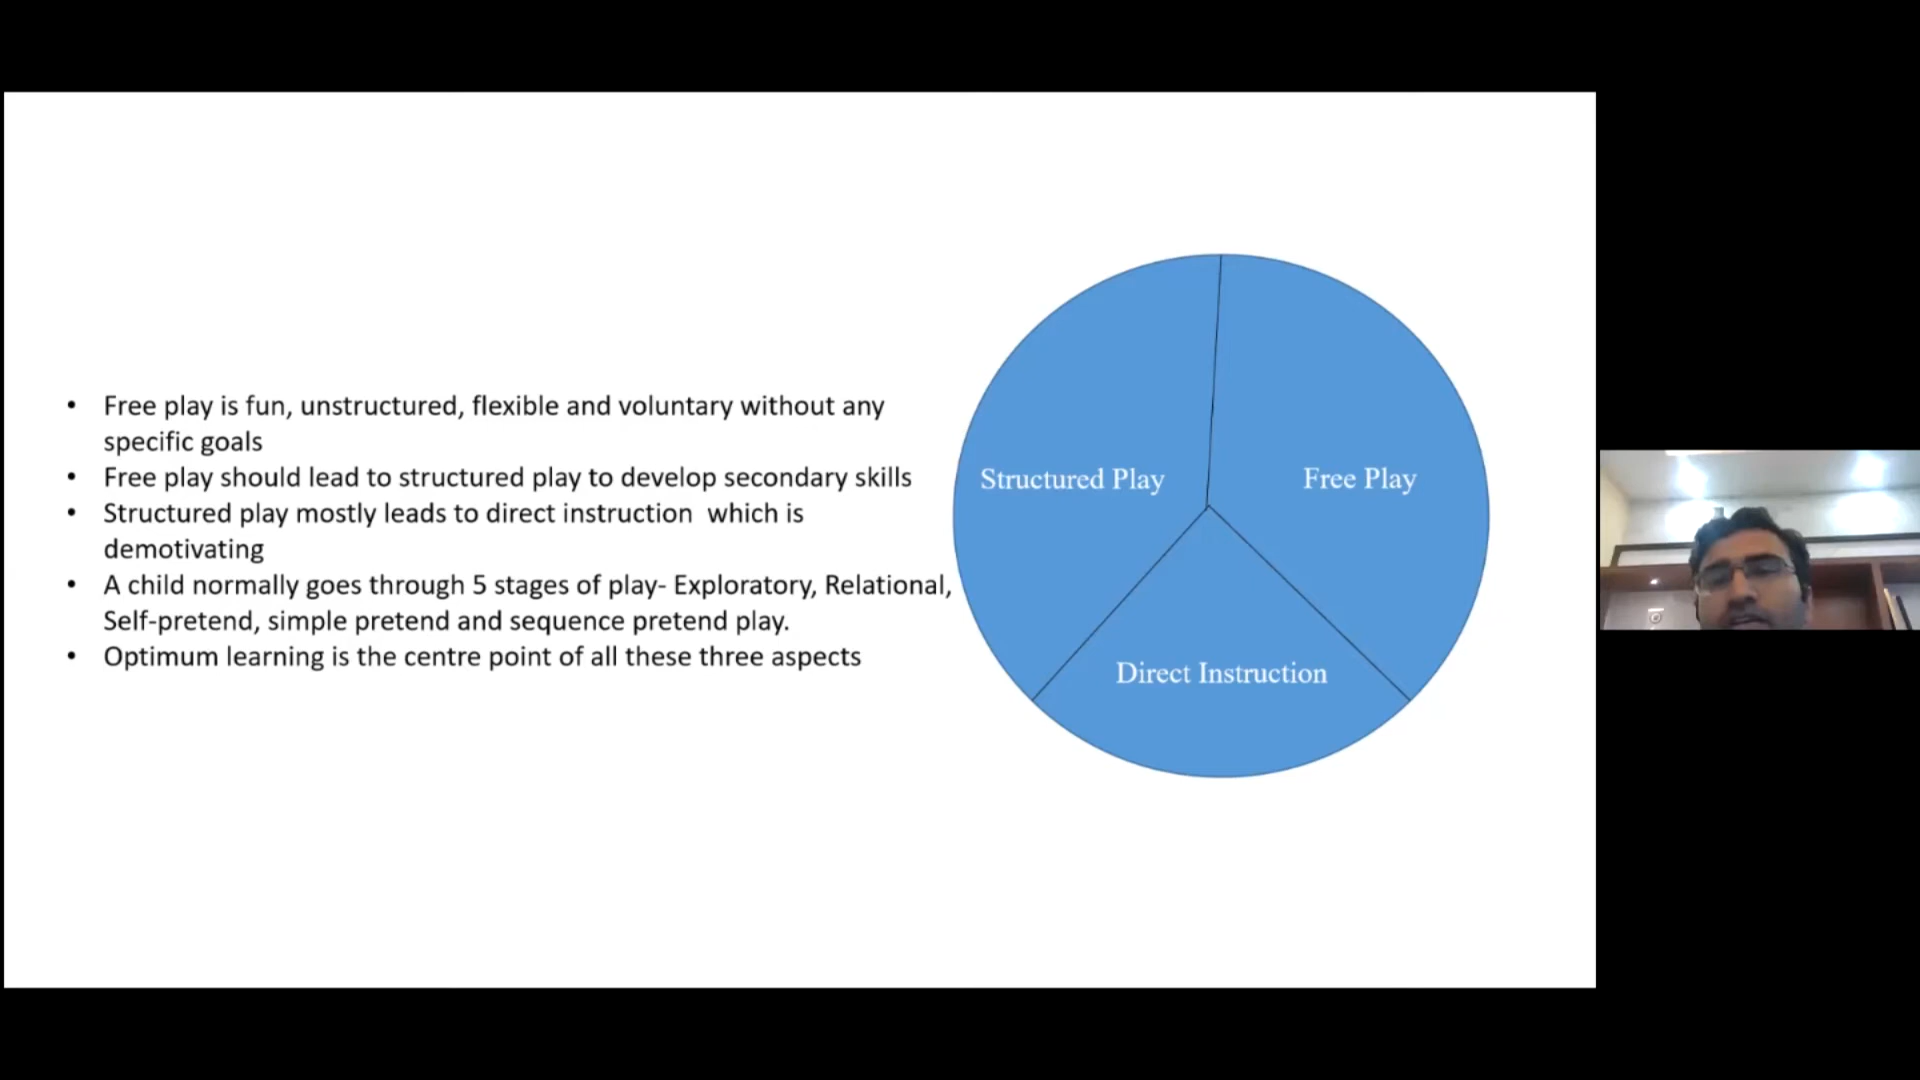 • Free play is fun, unstructured, flexible and voluntary without any
specific goals
• Free play should lead to structured play to develop secondary skills
• Structured play mostly leads to direct instruction  which is
demotivating
• A child normally goes through 5 stages of play- Exploratory, Relational,
Self-pretend, simple pretend and sequence pretend play.
• Optimum learning is the centre point of all these three aspects
Structured Play
Free Play
Direct Instruction